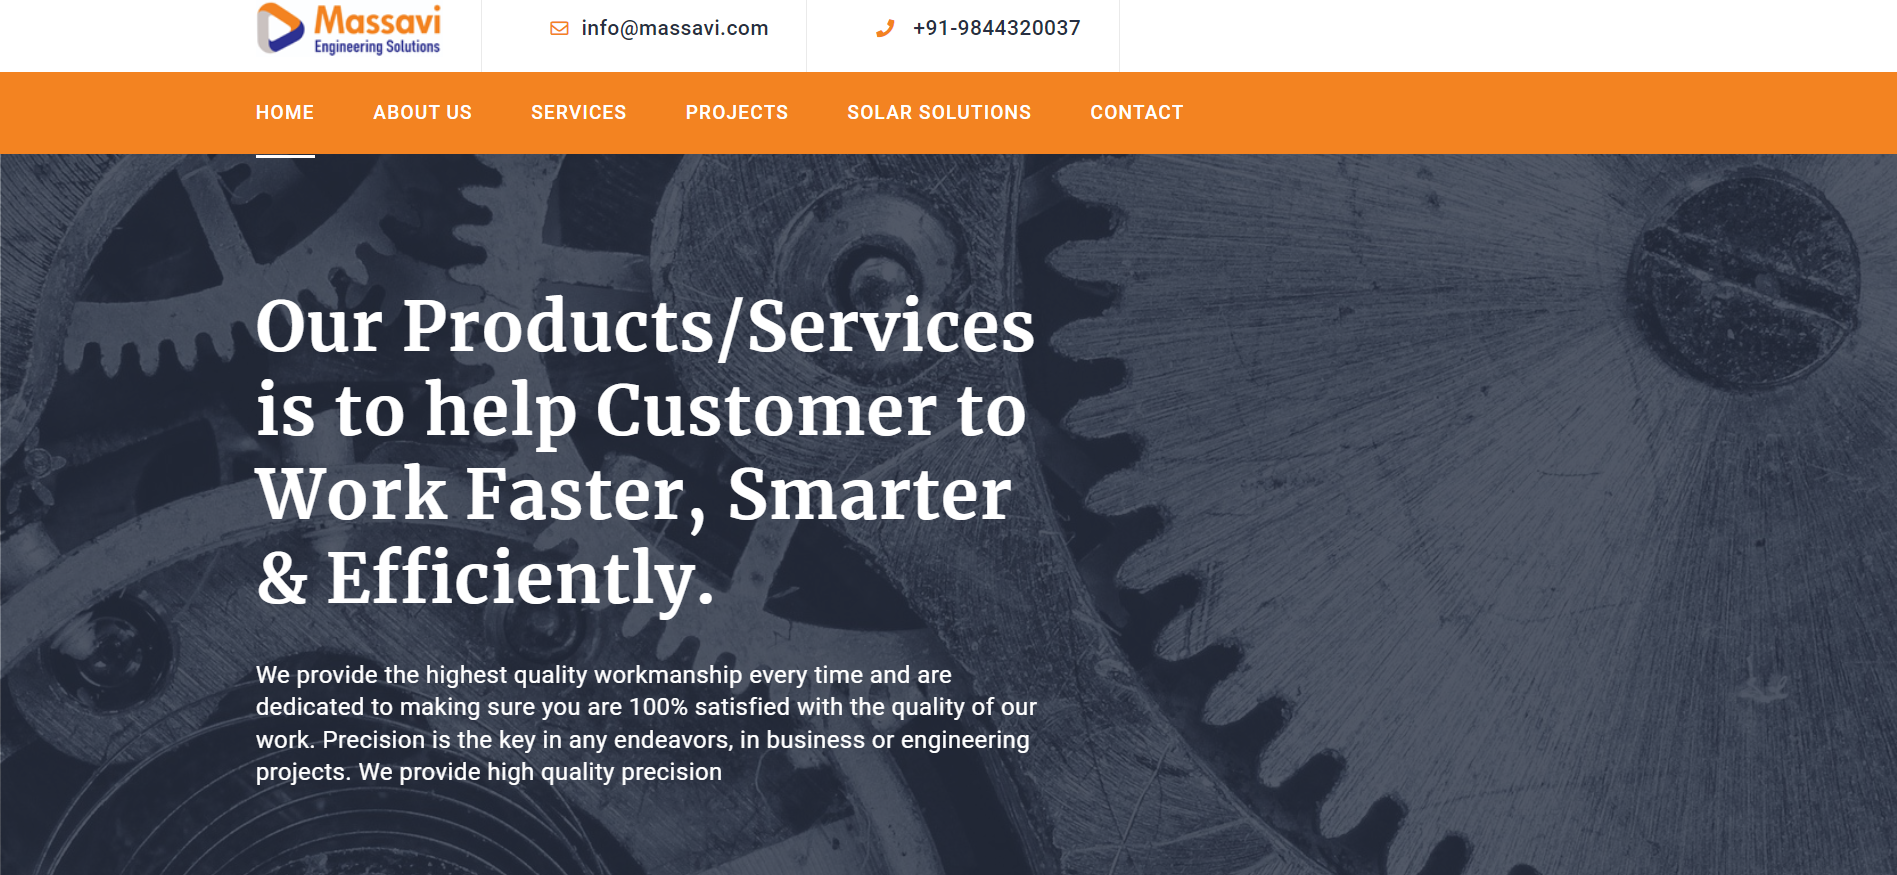 Massavi
Engineering Solutions
info@massavi.com
+91-9844320037
HOME ABOUT US SERVICES PROJECTS SOLAR SOLUTIONS CONTACT
Our Products/Services
is to help Customer to
Work Faster, Smarter
& Efficiently.
We provide the highest quality workmanship every time and are
dedicated to making sure you are 100% satisfied with the quality of our
work. Precision is the key in any endeavors, in business or engineering
projects. We provide high quality precision